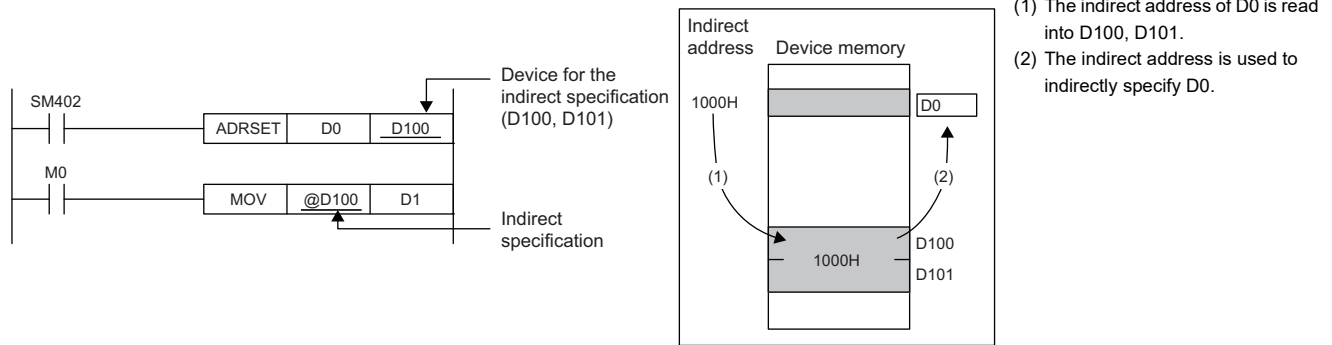 SM402
ADRSET D0 D100
Device for the
indirect specification
(D100, D101)
M0
MOV @D100 D1
Indirect
specification
Indirect
address
Device memory
1000H
D0
(1)
(2)
1000H
D100
D101
(1) The indirect address of D0 is read
into D100, D101.
(2) The indirect address is used to
indirectly specify D0.